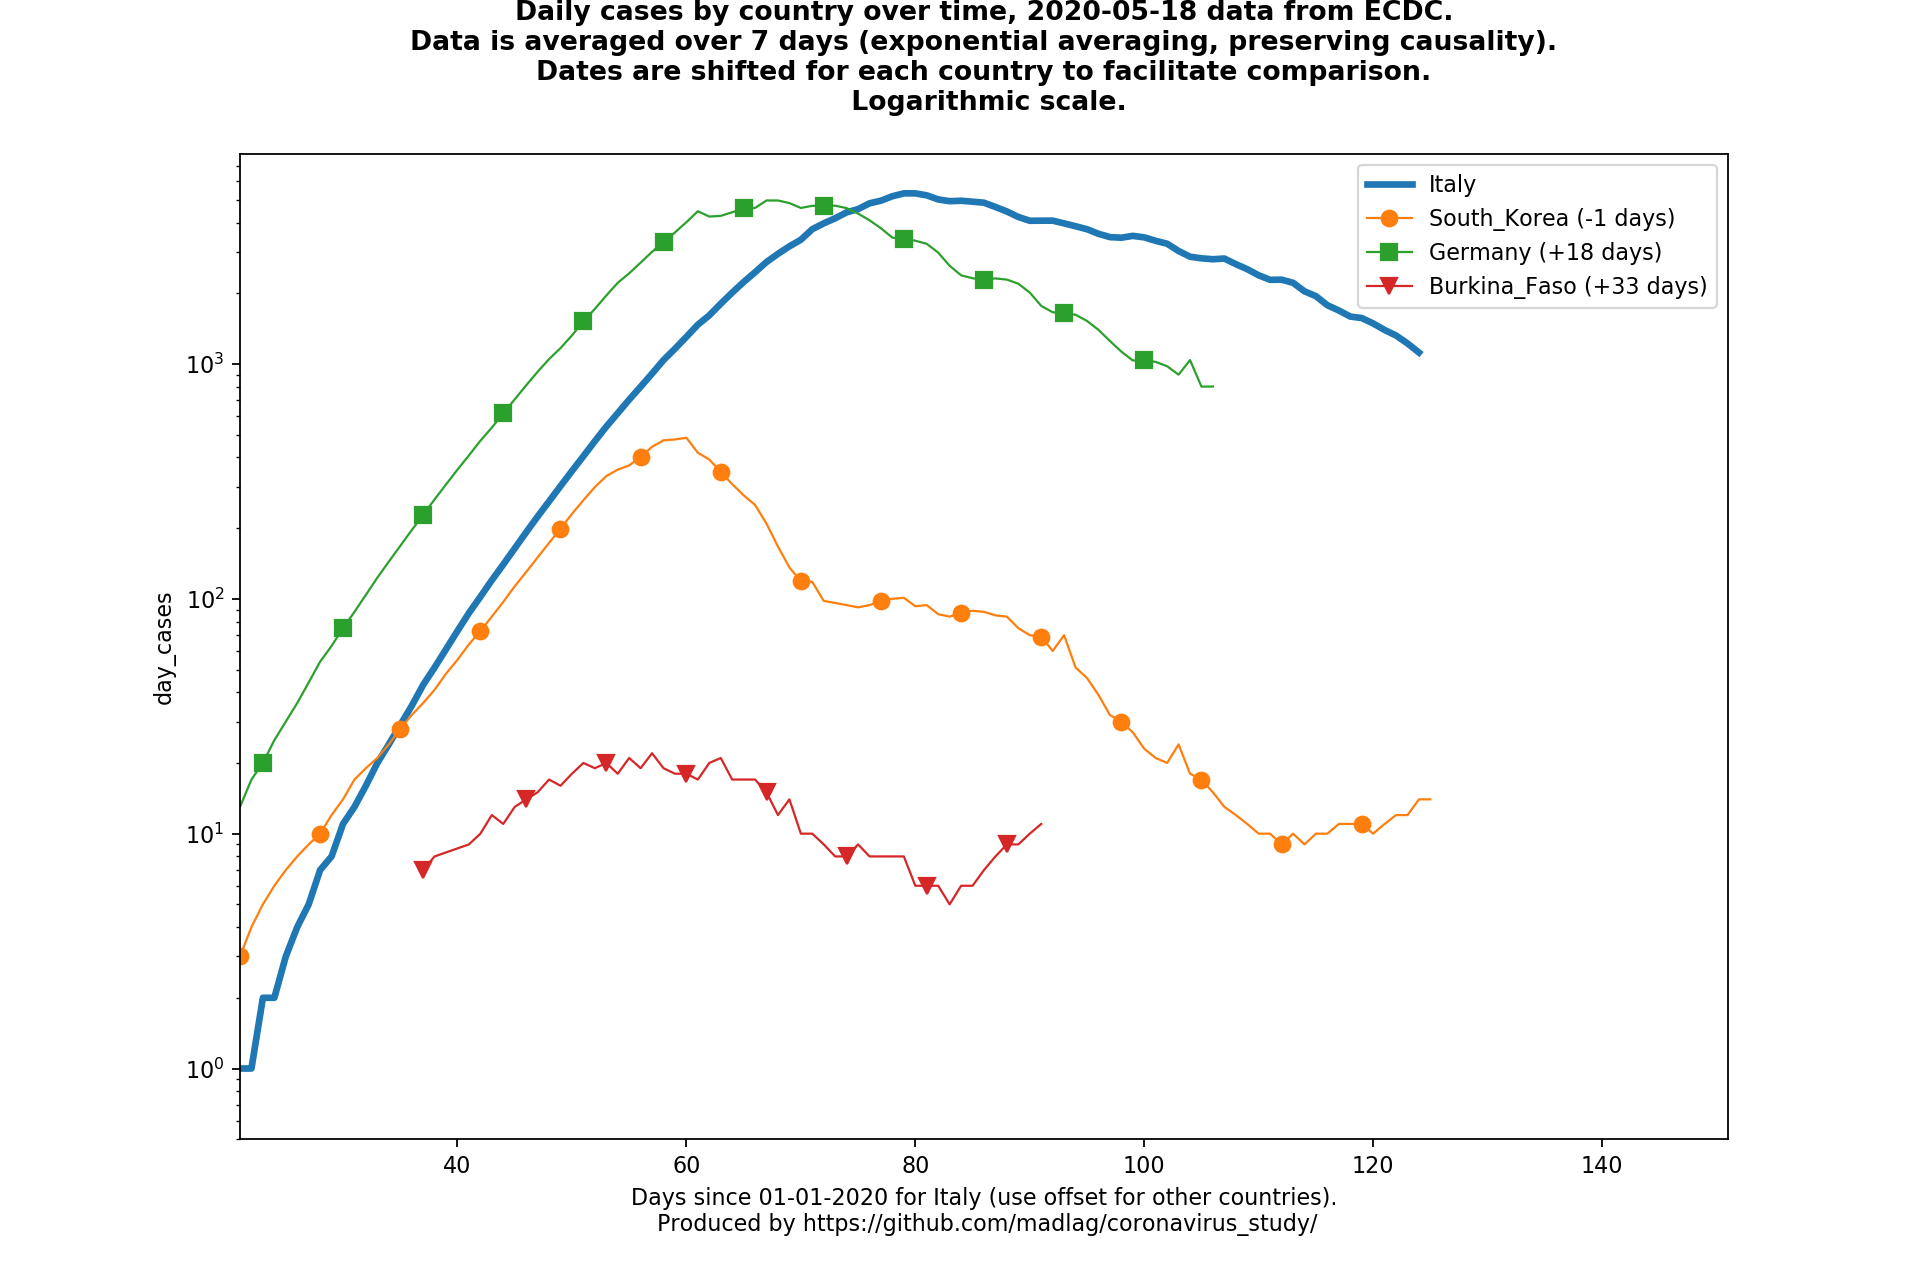 Daily cases by country over time, 2020-05-18 data from ECDC.
Data is averaged over 7 days (exponential averaging, preserving causality).
Dates are shifted for each country to facilitate comparison.
Logarithmic scale.
Italy
South_Korea (-1 days)
Germany (+18 days)
Burkina_Faso (+33 days)
day_cases
10³
10²
10¹
10⁰
40 60 80 100 120 140
Days since 01-01-2020 for Italy (use offset for other countries).
Produced by https://github.com/madlag/coronavirus_study/